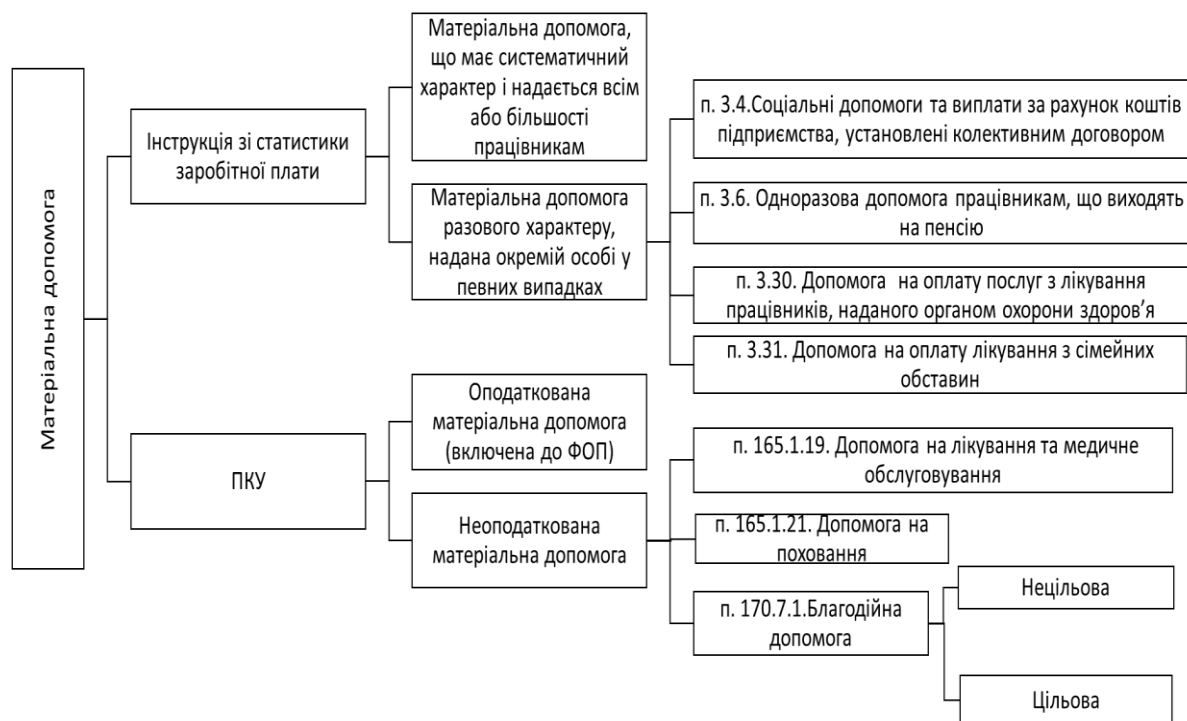 Матеріальна допомога
Інструкція зі статистики
заробітної плати
Матеріальна допомога,
що має систематичний
характер і надається всім
або більшості
працівникам
Матеріальна допомога
разового характеру,
надана окремій особі у
певних випадках
п. 3.4.Соціальні допомоги та виплати за рахунок коштів
підприємства, установлені колективним договором
п. 3.6. Одноразова допомога працівникам, що виходять
на пенсію
п. 3.30. Допомога на оплату послуг з лікування
працівників, наданого органом охорони здоров’я
п. 3.31. Допомога на оплату лікування з сімейних
обставин
ПКУ
Оподаткована
матеріальна допомога
(включена до ФОП)
Неоподаткована
матеріальна допомога
п. 165.1.19. Допомога на лікування та медичне
обслуговування
п. 165.1.21. Допомога на
поховання
п. 170.7.1.Благодійна
допомога
Нецільова
Цільова